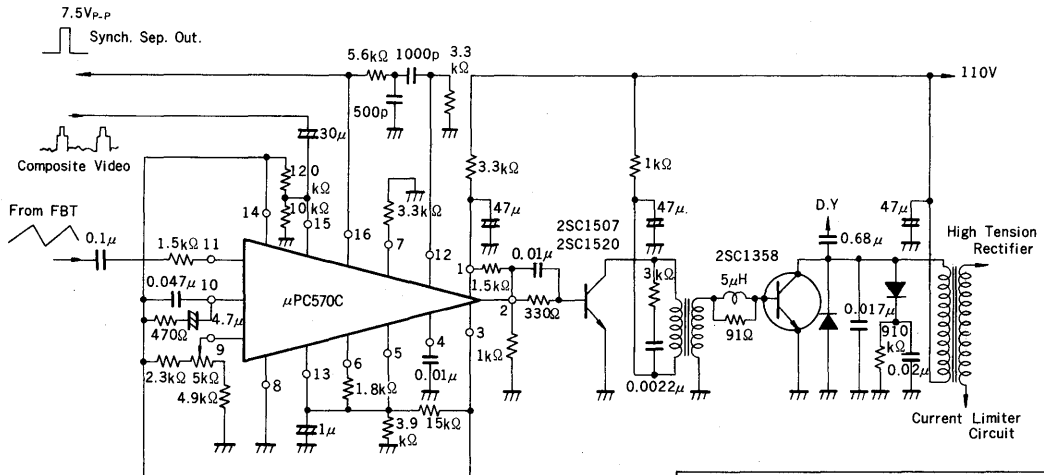 7.5VP-P
Synch. Sep. Out.
5.6kΩ
1000p
3.3
kΩ
500p
110V
30μ
Composite Video
120
kΩ
10
kΩ
3.3kΩ
3.3kΩ
1kΩ
From FBT
14
15
16
7
12
47μ
47μ.
D.Y
47μ
0.1μ
1.5kΩ
11
2SC1507
2SC1520
0.68μ
High Tension
Rectifier
0.01μ
1
1.5kΩ
3
kΩ
2SC1358
5μH
0.047μ
10
μPC570C
2
330Ω
470Ω
4.7μ
9
3
91Ω
0.017μ
910
kΩ
4
1kΩ
2.3kΩ
5kΩ
8
13
6
5
0.01μ
0.0022μ
0.02μ
4.9kΩ
1.8kΩ
1μ
3.9
kΩ
15kΩ
Current Limiter
Circuit